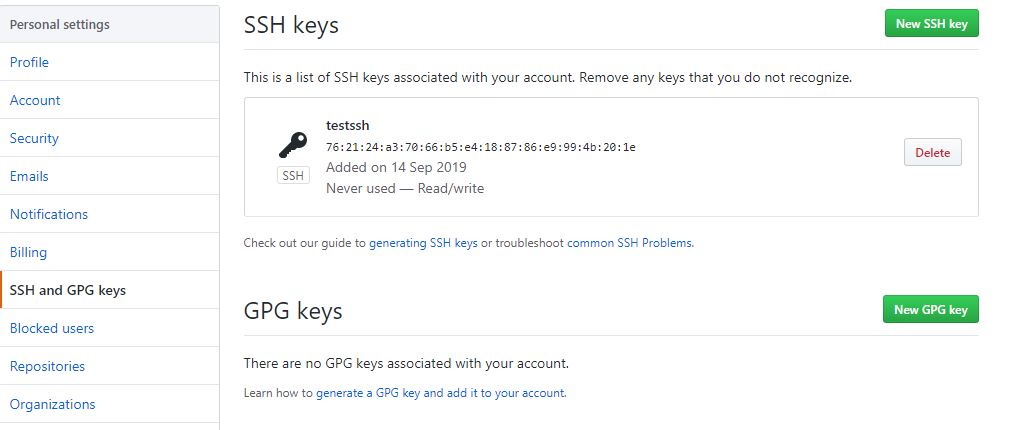 Personal settings
Profile
Account
Security
Emails
Notifications
Billing
SSH and GPG keys
Blocked users
Repositories
Organizations
SSH keys
New SSH key
This is a list of SSH keys associated with your account. Remove any keys that you do not recognize.
testssh
76:21:24:a3:70:66:b5:e4:18:87:86:e9:99:4b:20:1e
Added on 14 Sep 2019
Never used — Read/write
SSH
Delete
Check out our guide to generating SSH keys or troubleshoot common SSH Problems.
GPG keys
New GPG key
There are no GPG keys associated with your account.
Learn how to generate a GPG key and add it to your account.